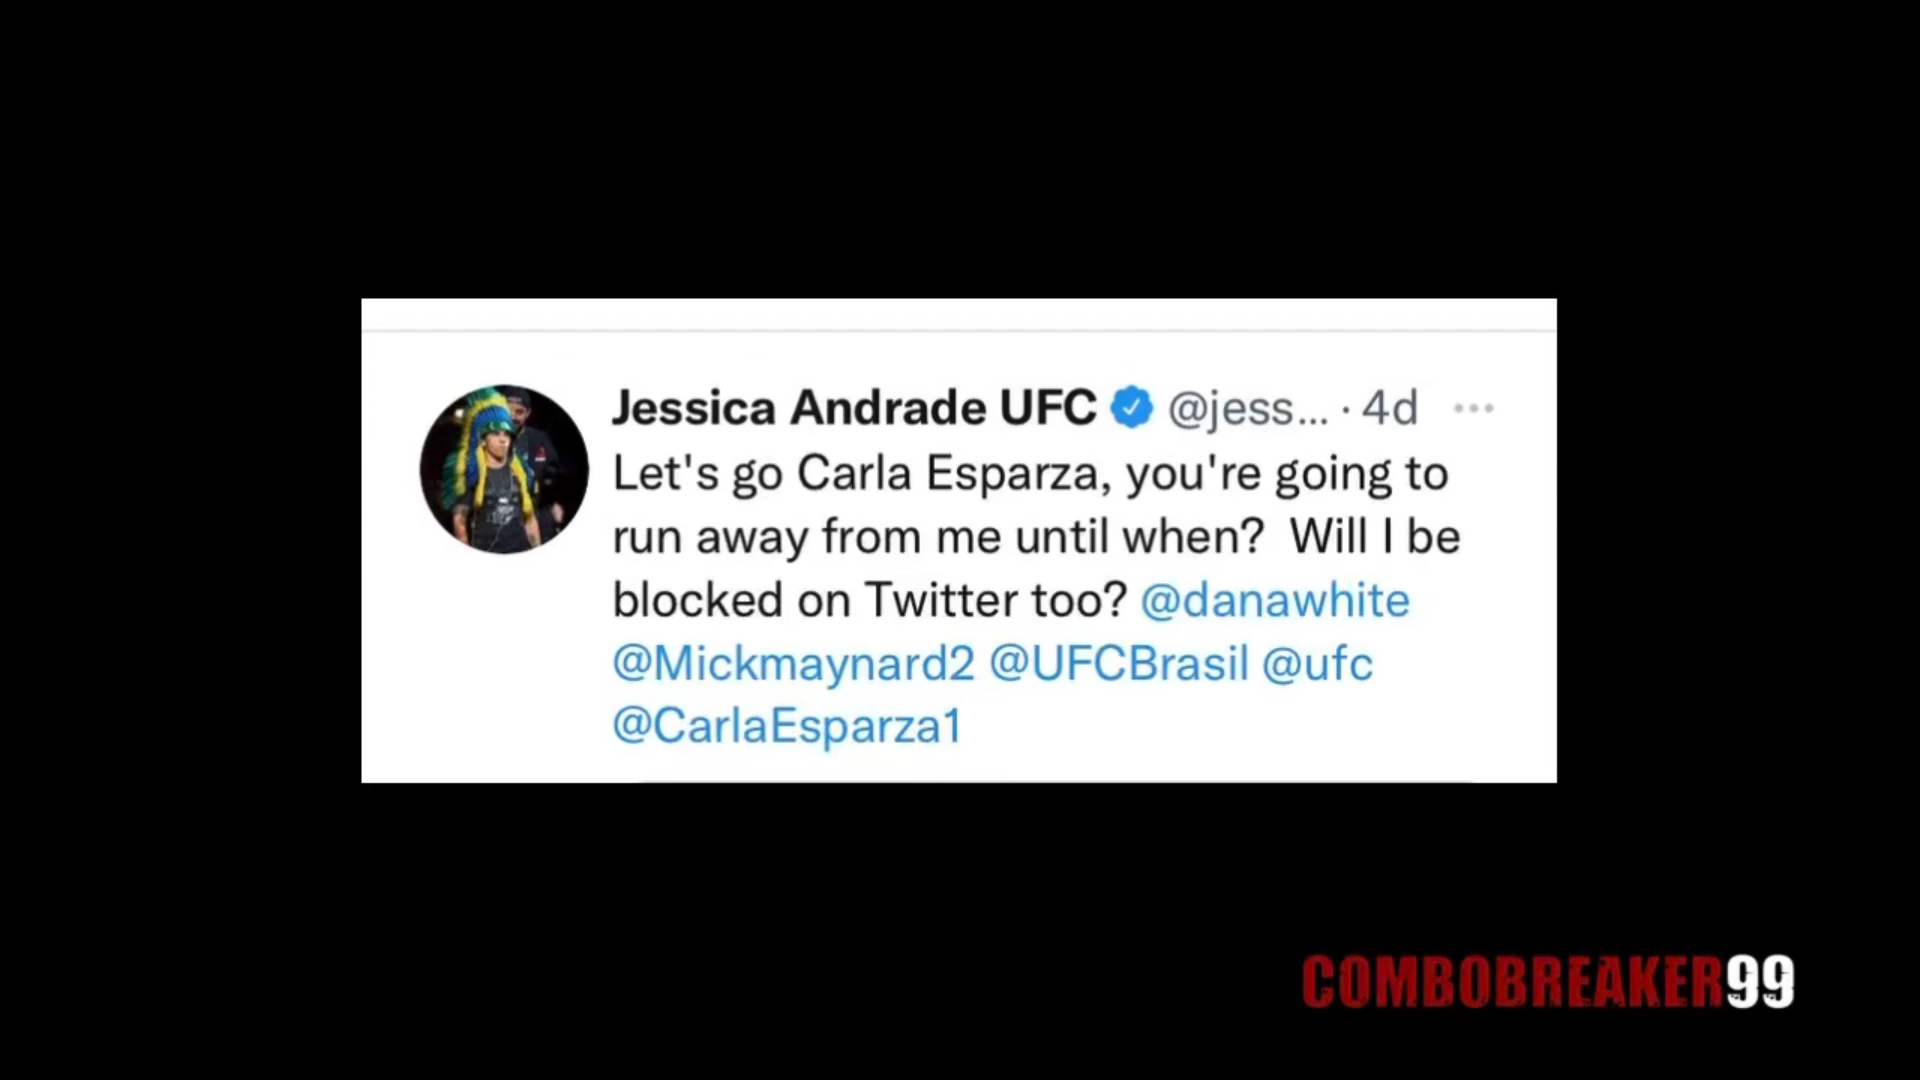 Jessica Andrade UFC @jess... · 4d
Let's go Carla Esparza, you're going to
run away from me until when?  Will I be
blocked on Twitter too? @danawhite
@Mickmaynard2 @UFCBrasil @ufc
@CarlaEsparza1
COMBOBREAKER99